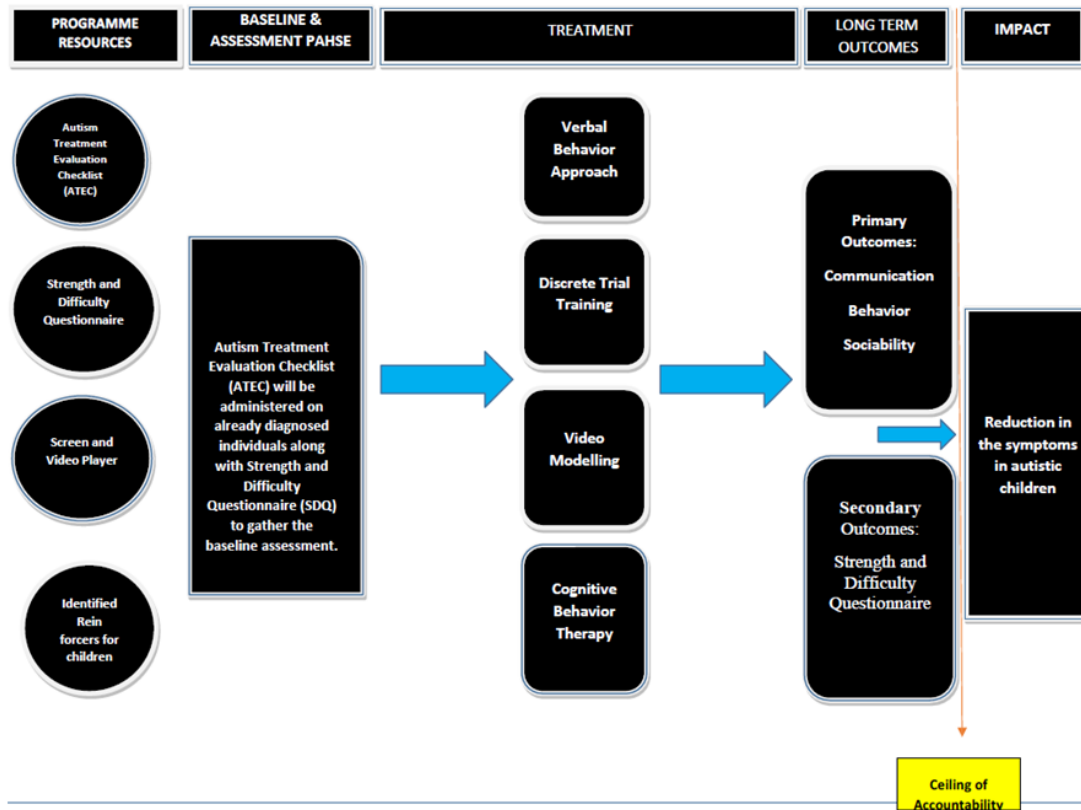 PROGRAMME
RESOURCES
BASELINE &
ASSESSMENT PAHSE
TREATMENT
LONG TERM
OUTCOMES
IMPACT
Autism
Treatment
Evaluation
Checklist
(ATEC)
Strength and
Difficulty
Questionnaire
Screen and
Video Player
Identified
Rein
forcers for
children
Autism Treatment
Evaluation Checklist
(ATEC) will be
administered on
already diagnosed
individuals along
with Strength and
Difficulty
Questionnaire (SDQ)
to gather the
baseline assessment.
Verbal
Behavior
Approach
Discrete Trial
Training
Video
Modelling
Cognitive
Behavior
Therapy
Primary
Outcomes:
Communication
Behavior
Sociability
Secondary
Outcomes:
Strength and
Difficulty
Questionnaire
Reduction in
the symptoms
in autistic
children
Ceiling of
Accountability